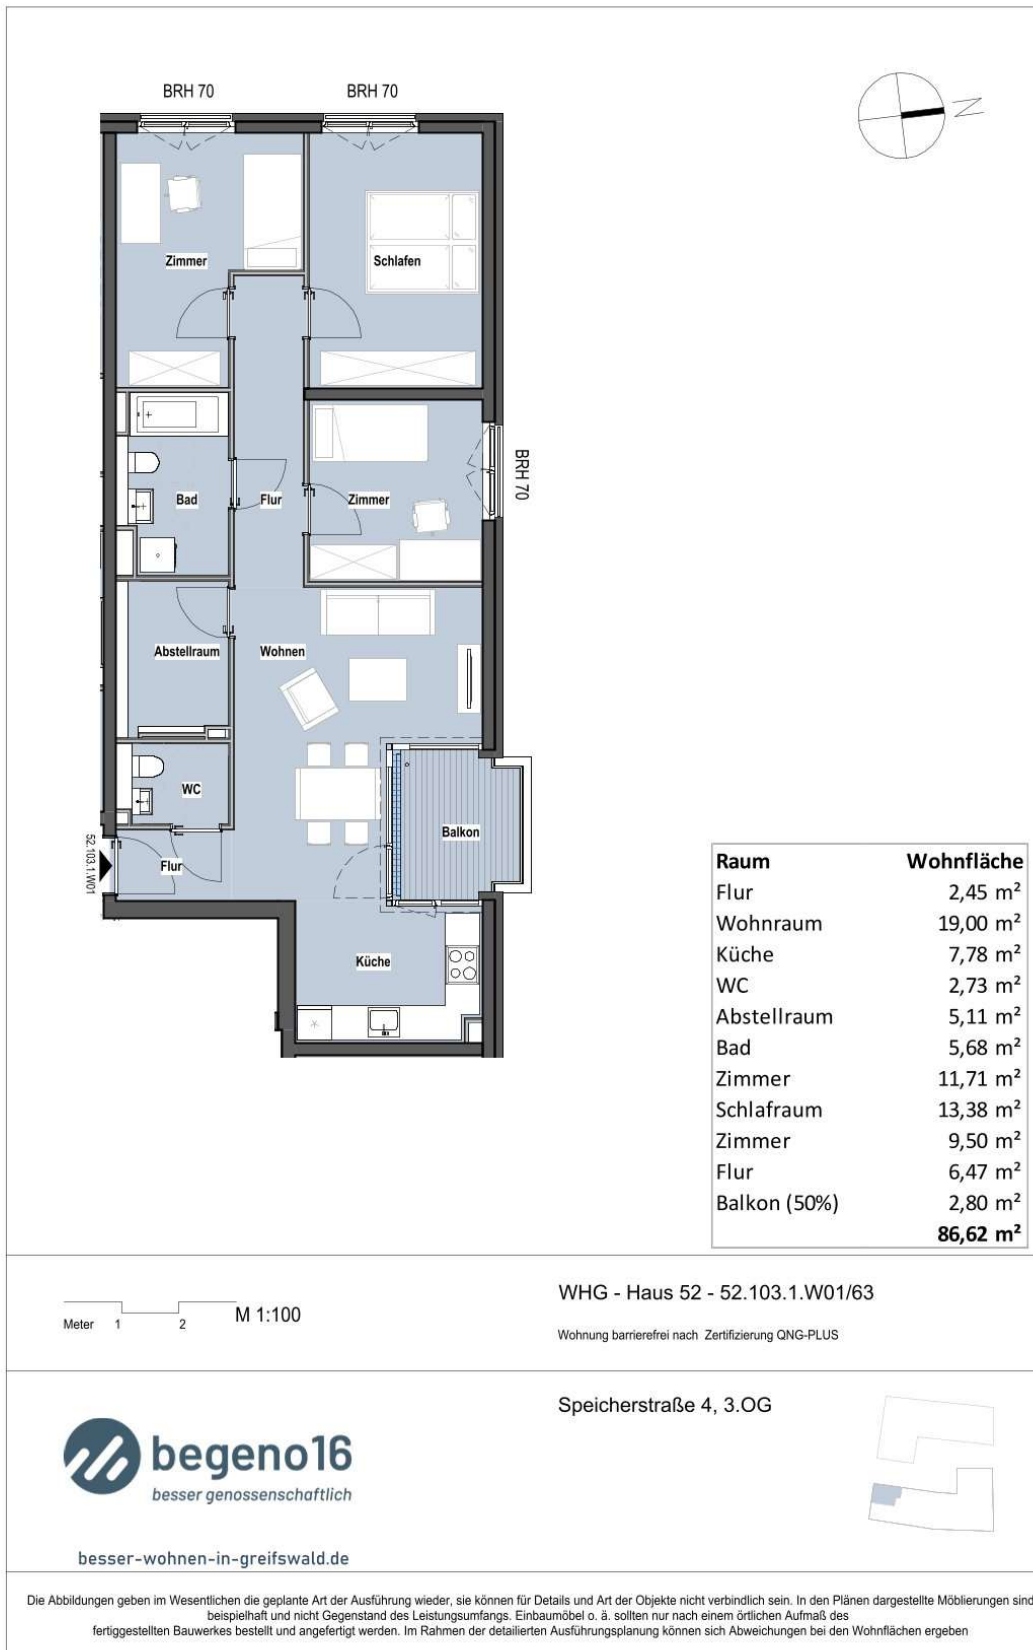 BRH 70 BRH 70
N
Zimmer
Schlafen
BRH 70
Bad
Flur
Zimmer
Abstellraum
Wohnen
WC
Balkon
52.103.1.W01
Flur
Küche
Raum Wohnfläche
Flur 2,45 m²
Wohnraum 19,00 m²
Küche 7,78 m²
WC 2,73 m²
Abstellraum 5,11 m²
Bad 5,68 m²
Zimmer 11,71 m²
Schlafraum 13,38 m²
Zimmer 9,50 m²
Flur 6,47 m²
Balkon (50%) 2,80 m²
86,62 m²
Meter 1 2 M 1:100
WHG - Haus 52 - 52.103.1.W01/63
Wohnung barrierefrei nach Zertifizierung QNG-PLUS
Speicherstraße 4, 3.OG
begeno16
besser genossenschaftlich
besser-wohnen-in-greifswald.de
Die Abbildungen geben im Wesentlichen die geplante Art der Ausführung wieder, sie können für Details und Art der Objekte nicht verbindlich sein. In den Plänen dargestellte Möblierungen sind
beispielhaft und nicht Gegenstand des Leistungsumfangs. Einbaumöbel o. ä. sollten nur nach einem örtlichen Aufmaß des
fertiggestellten Bauwerkes bestellt und angefertigt werden. Im Rahmen der detailierten Ausführungsplanung können sich Abweichungen bei den Wohnflächen ergeben